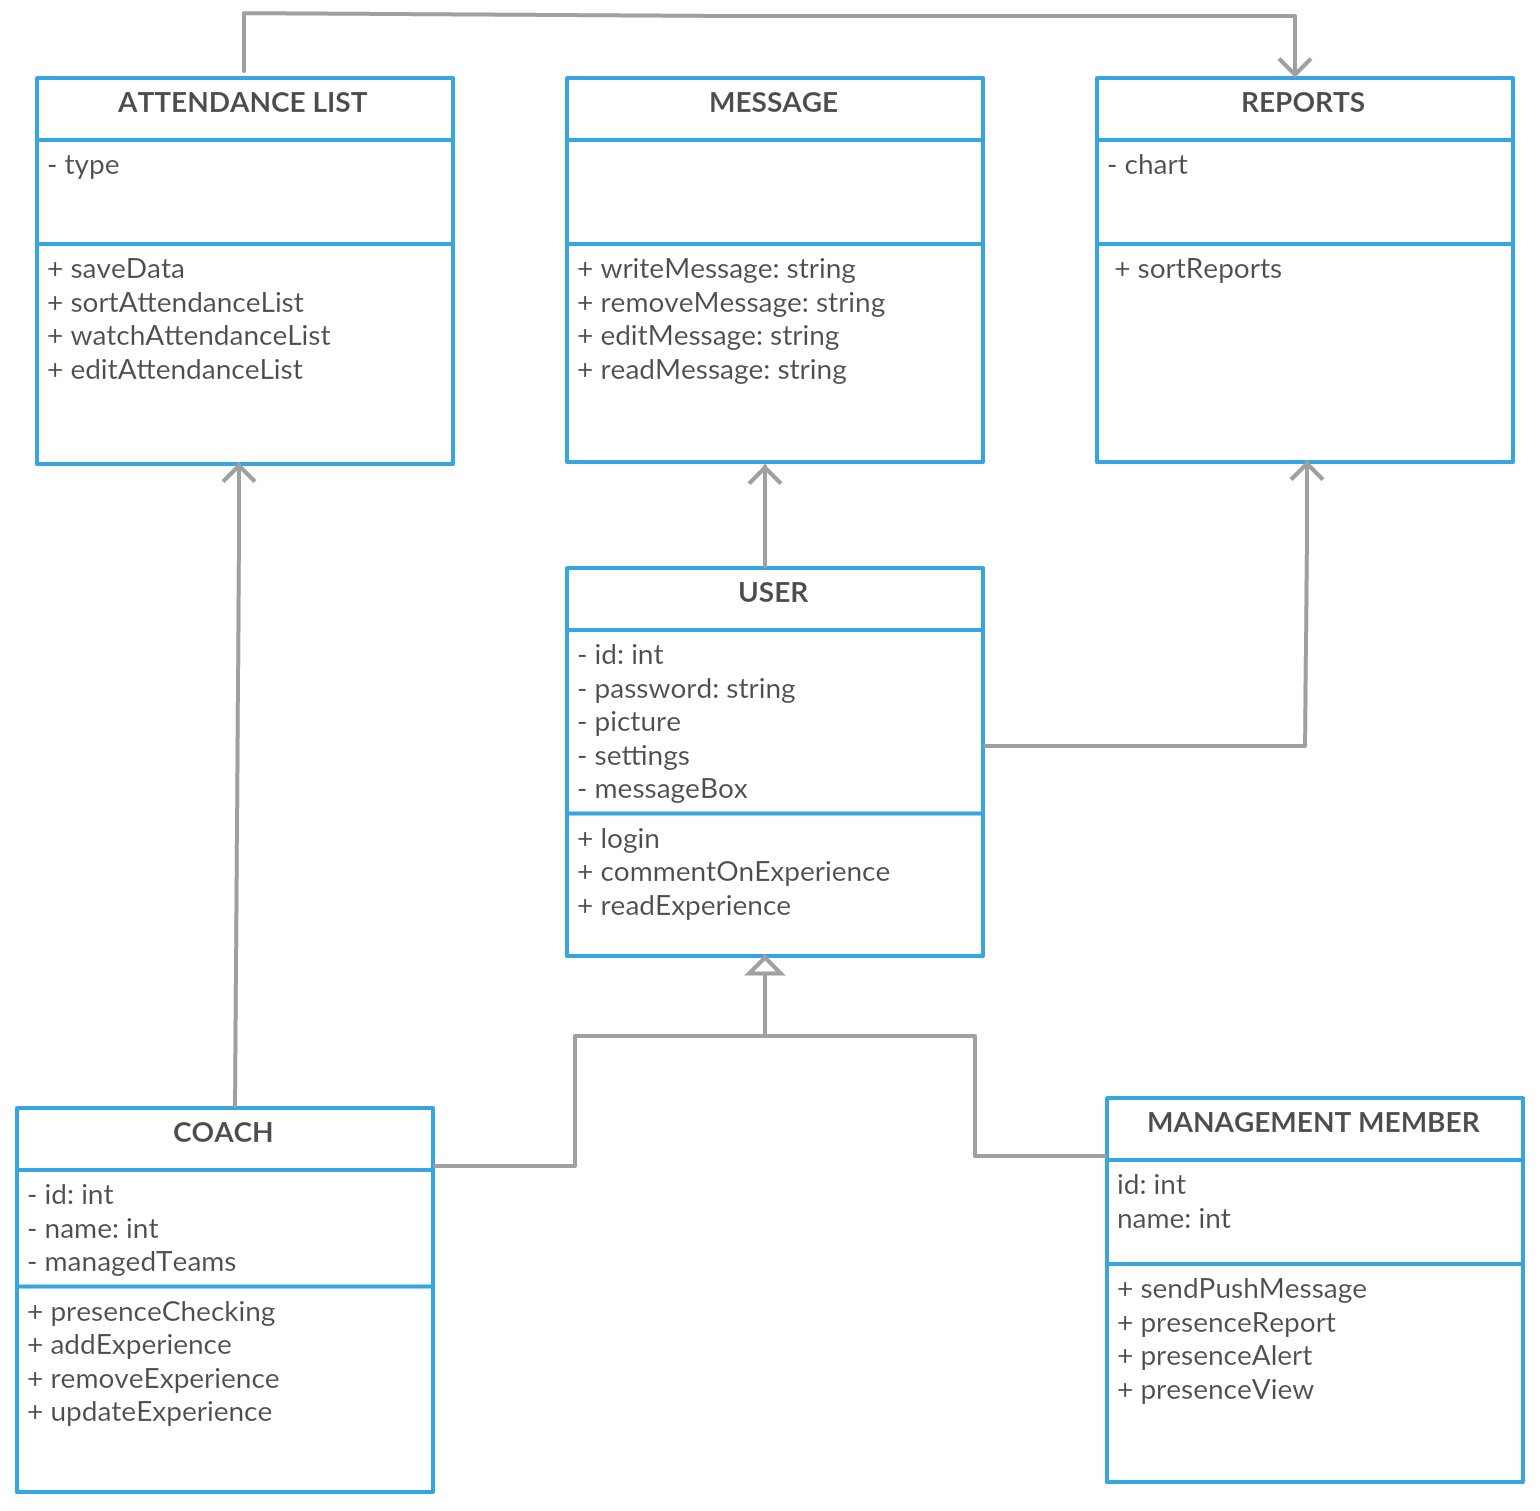 ATTENDANCE LIST
- type
+ saveData
+ sortAttendanceList
+ watchAttendanceList
+ editAttendanceList
MESSAGE
+ writeMessage: string
+ removeMessage: string
+ editMessage: string
+ readMessage: string
REPORTS
- chart
+ sortReports
USER
- id: int
- password: string
- picture
- settings
- messageBox
+ login
+ commentOnExperience
+ readExperience
COACH
- id: int
- name: int
- managedTeams
+ presenceChecking
+ addExperience
+ removeExperience
+ updateExperience
MANAGEMENT MEMBER
id: int
name: int
+ sendPushMessage
+ presenceReport
+ presenceAlert
+ presenceView